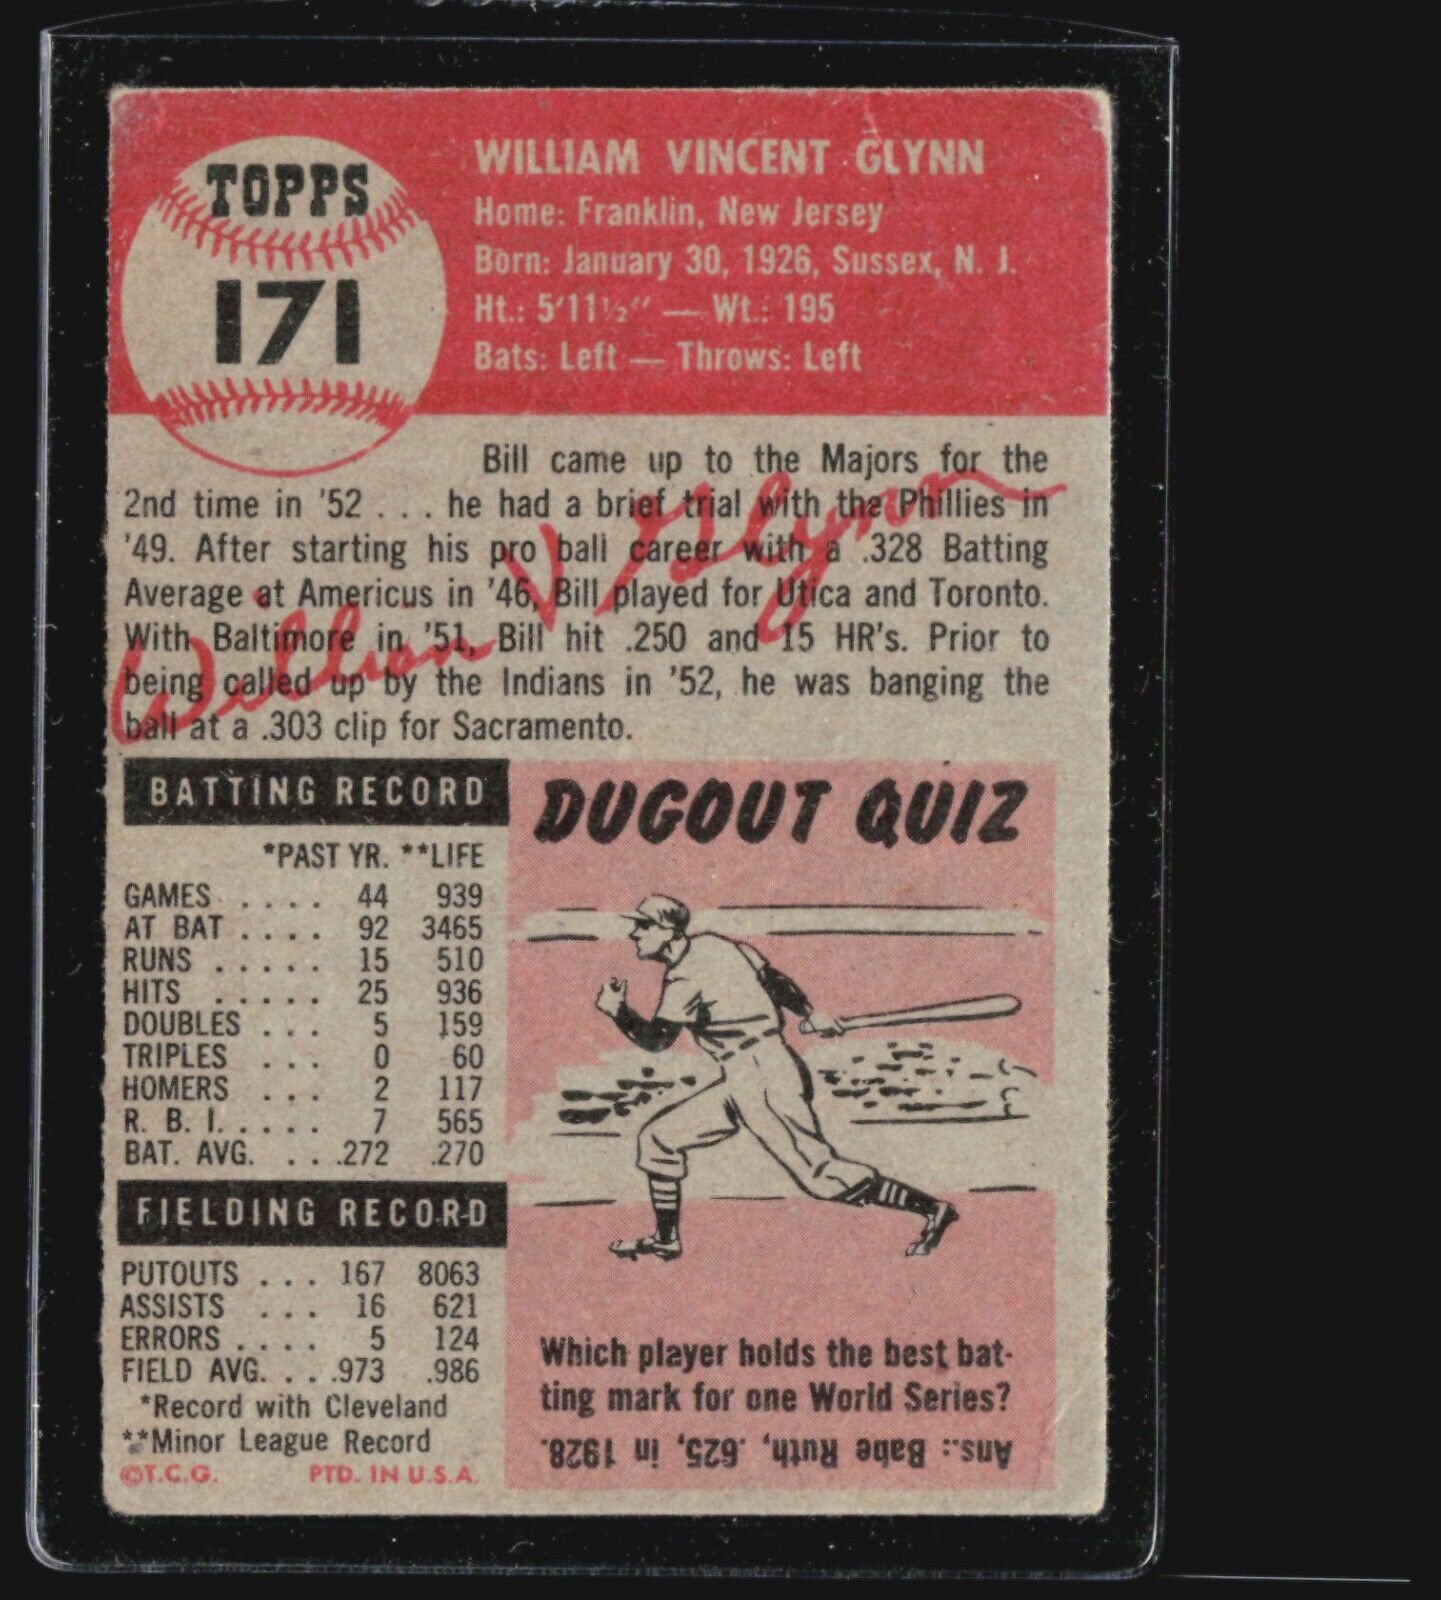 TOPPS
171
WILLIAM VINCENT GLYNN
Home: Franklin, New Jersey
Born: January 30, 1926, Sussex, N. J.
Ht.: 5'11½" — Wt.: 195
Bats: Left — Throws: Left
Bill came up to the Majors for the
2nd time in '52 . . . he had a brief trial with the Phillies in
'49. After starting his pro ball career with a .328 Batting
Average at Americus in '46, Bill played for Utica and Toronto.
With Baltimore in '51, Bill hit .250 and 15 HR's. Prior to
being called up by the Indians in '52, he was banging the
ball at a .303 clip for Sacramento.
William V Glynn
BATTING RECORD
*PAST YR. **LIFE
GAMES . . . . . 44 939
AT BAT . . . . 92 3465
RUNS . . . . . 15 510
HITS . . . . . 25 936
DOUBLES . . . 5 159
TRIPLES . . . 0 60
HOMERS . . . 2 117
R. B. I. . . . . 7 565
BAT. AVG. . . .272 .270
FIELDING RECORD
PUTOUTS . . . 167 8063
ASSISTS . . . 16 621
ERRORS . . . . 5 124
FIELD AVG. . . .973 .986
*Record with Cleveland
**Minor League Record
©T.C.G. PTD. IN U.S.A.
DUGOUT QUIZ
Which player holds the best bat-
ting mark for one World Series?
Ans.: Babe Ruth, .625, in 1928.